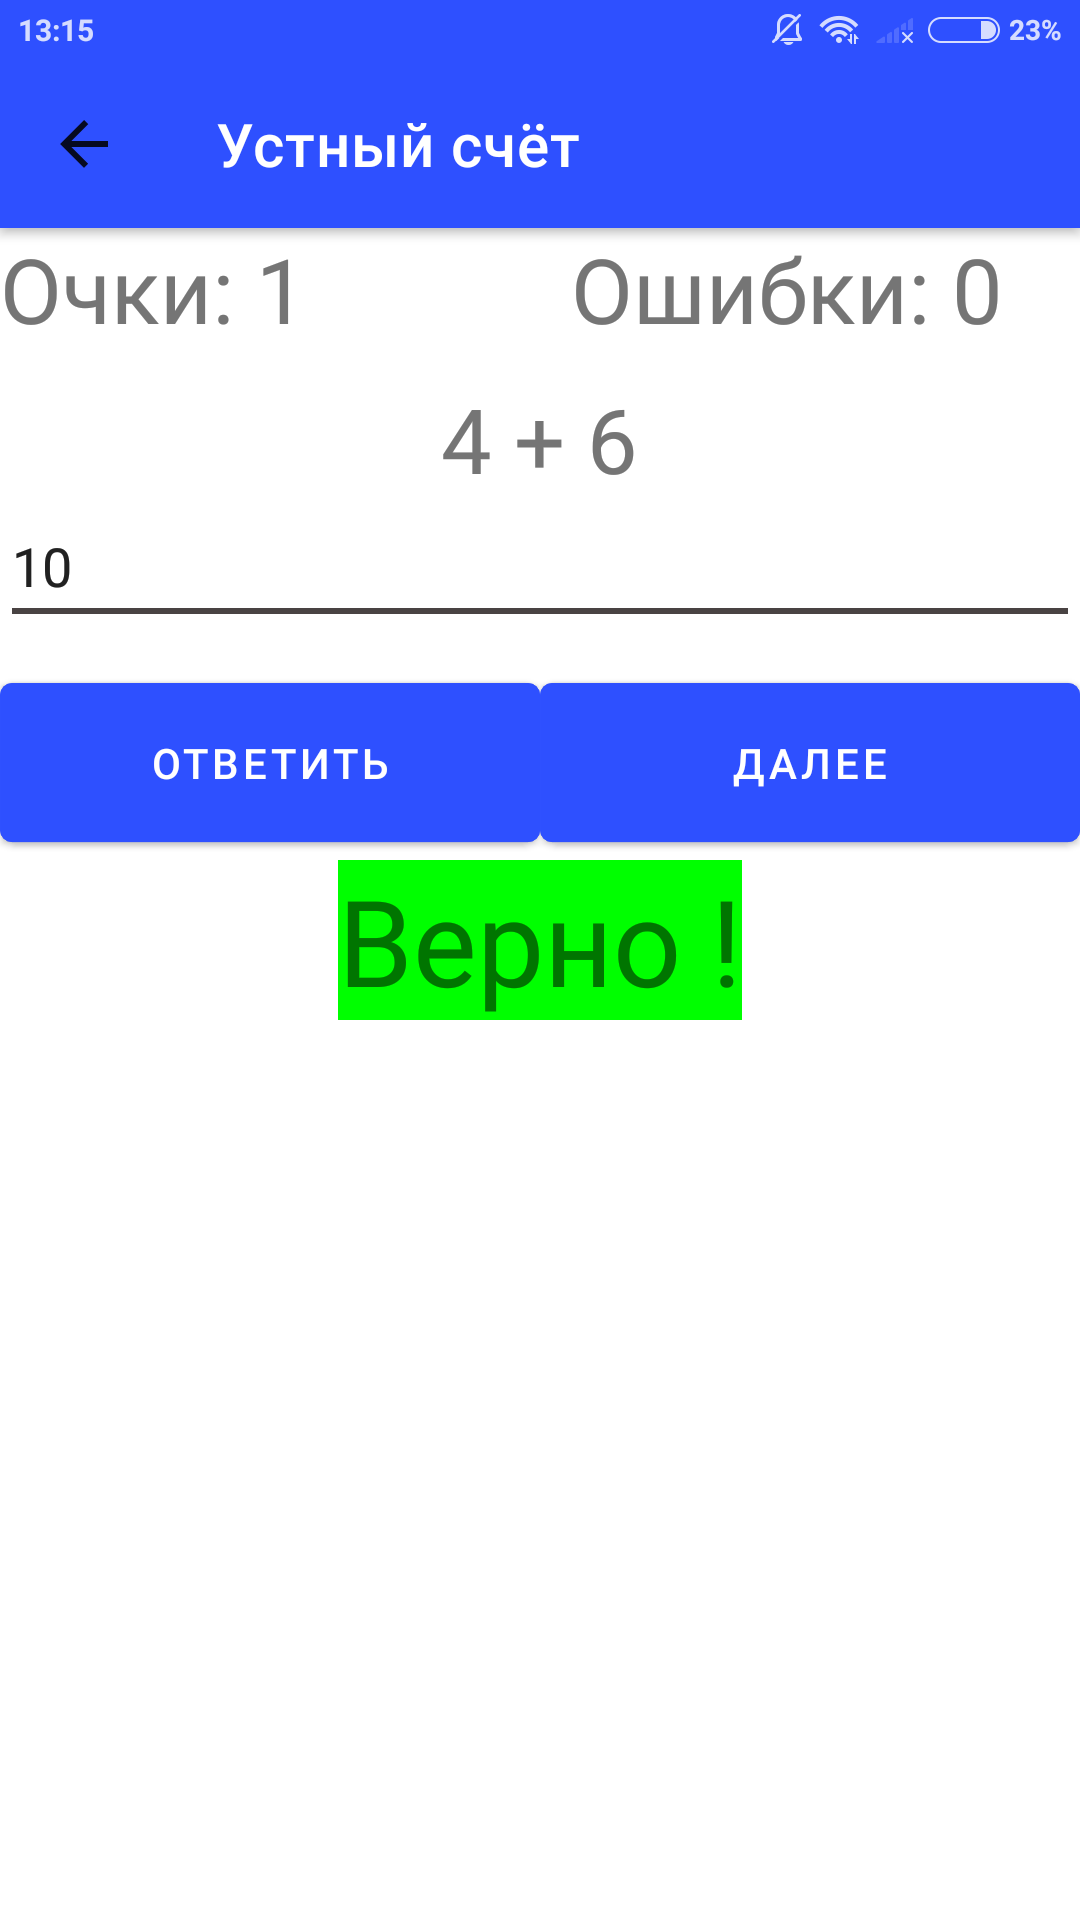 13:15 23%
Устный счёт
Очки: 1 Ошибки: 0
4 + 6
10
ОТВЕТИТЬ ДАЛЕЕ
Верно !